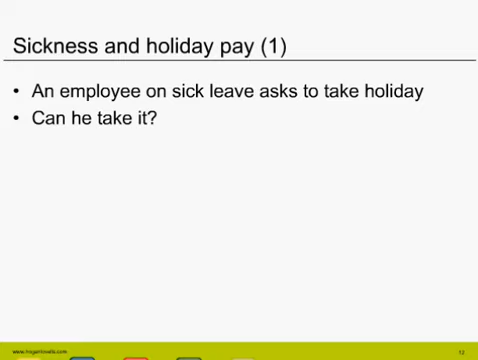 Sickness and holiday pay (1)
• An employee on sick leave asks to take holiday
• Can he take it?
12